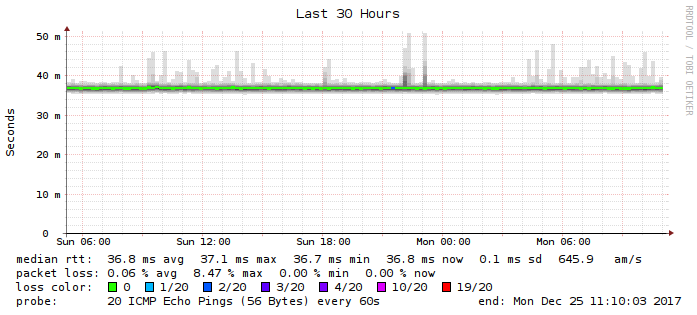 Last 30 Hours
RRDTOOL / TOBI OETIKER
Seconds
50 m
40 m
30 m
20 m
10 m
0
Sun 06:00 Sun 12:00 Sun 18:00 Mon 00:00 Mon 06:00
median rtt: 36.8 ms avg 37.1 ms max 36.7 ms min 36.8 ms now 0.1 ms sd 645.9 am/s
packet loss: 0.06 % avg 8.47 % max 0.00 % min 0.00 % now
loss color: 0 1/20 2/20 3/20 4/20 10/20 19/20
probe: 20 ICMP Echo Pings (56 Bytes) every 60s end: Mon Dec 25 11:10:03 2017